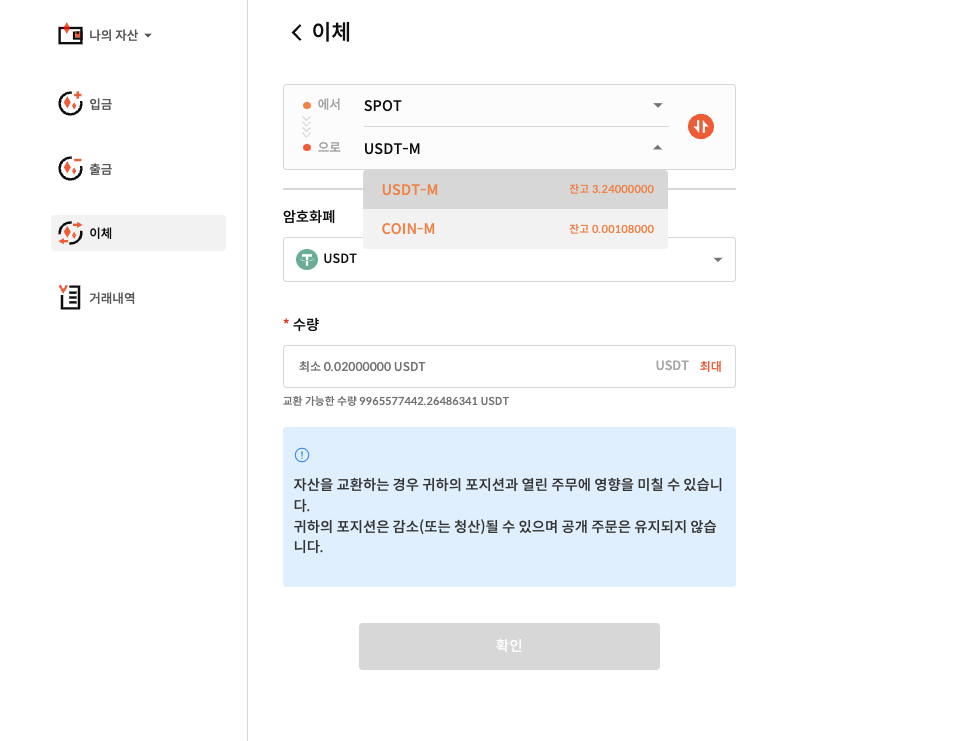 나의 자산
입금
출금
이체
거래내역
이체
에서 SPOT
으로 USDT-M
USDT-M 잔고 3.24000000
COIN-M 잔고 0.00108000
암호화폐
USDT
* 수량
최소 0.02000000 USDT USDT 최대
교환 가능한 수량 9965577442.26486341 USDT
자산을 교환하는 경우 귀하의 포지션과 열린 주무에 영향을 미칠 수 있습니
다.
귀하의 포지션은 감소(또는 청산)될 수 있으며 공개 주문은 유지되지 않습
니다.
확인